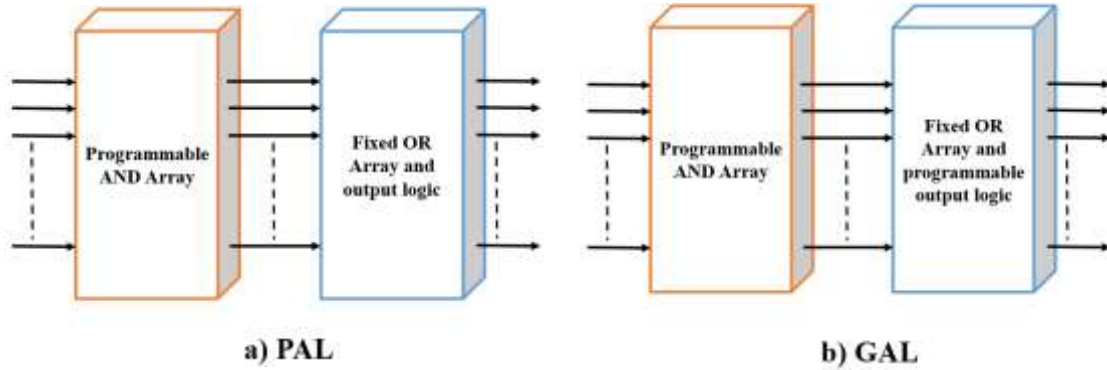 Programmable
AND Array
Fixed OR
Array and
output logic
a) PAL
Programmable
AND Array
Fixed OR
Array and
programmable
output logic
b) GAL